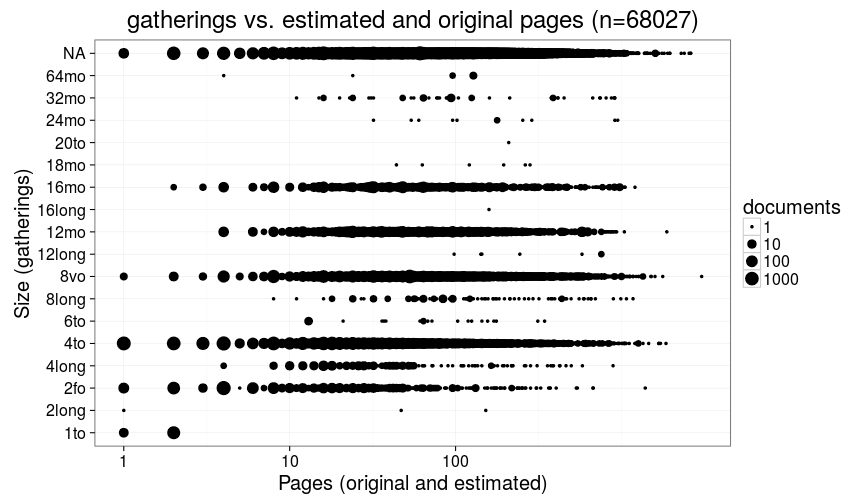 gatherings vs. estimated and original pages (n=68027)
Size (gatherings)
NA
64mo
32mo
24mo
20to
18mo
16mo
16long
12mo
12long
8vo
8long
6to
4to
4long
2fo
2long
1to
1 10 100
Pages (original and estimated)
documents
1
10
100
1000